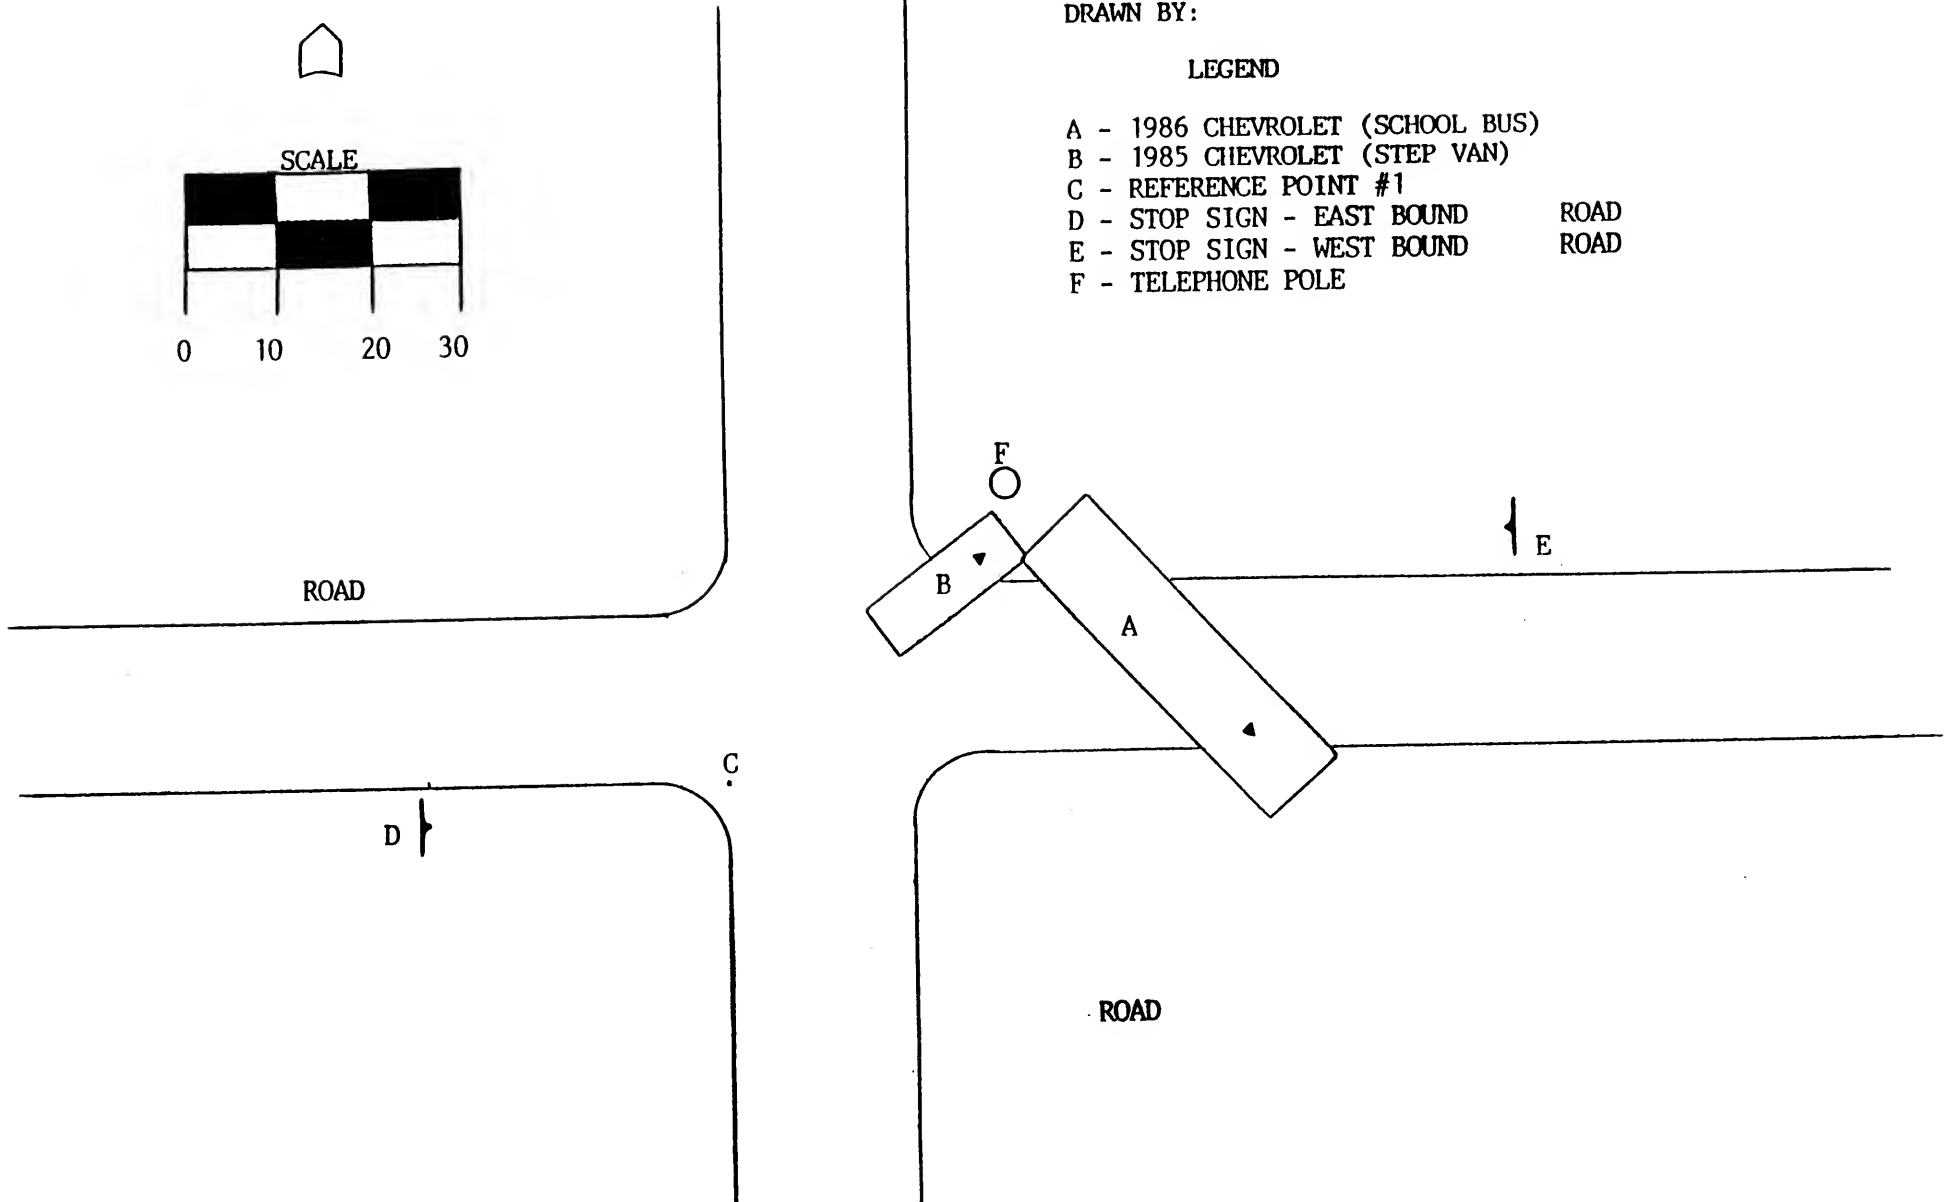 DRAWN BY:
LEGEND
A - 1986 CHEVROLET (SCHOOL BUS)
B - 1985 CHEVROLET (STEP VAN)
C - REFERENCE POINT #1
D - STOP SIGN - EAST BOUND ROAD
E - STOP SIGN - WEST BOUND ROAD
F - TELEPHONE POLE
SCALE
0 10 20 30
F
E
B
ROAD
A
C
D
ROAD